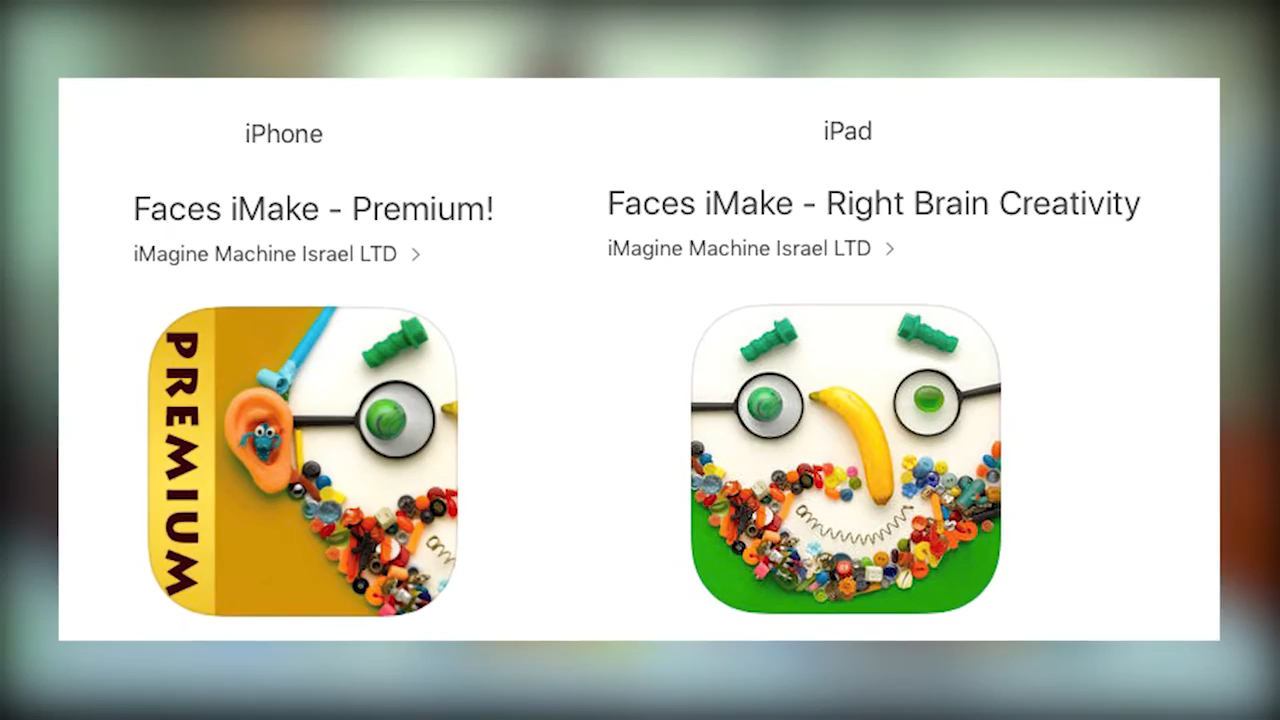 iPhone
Faces iMake - Premium!
iMagine Machine Israel LTD
PREMIUM
iPad
Faces iMake - Right Brain Creativity
iMagine Machine Israel LTD